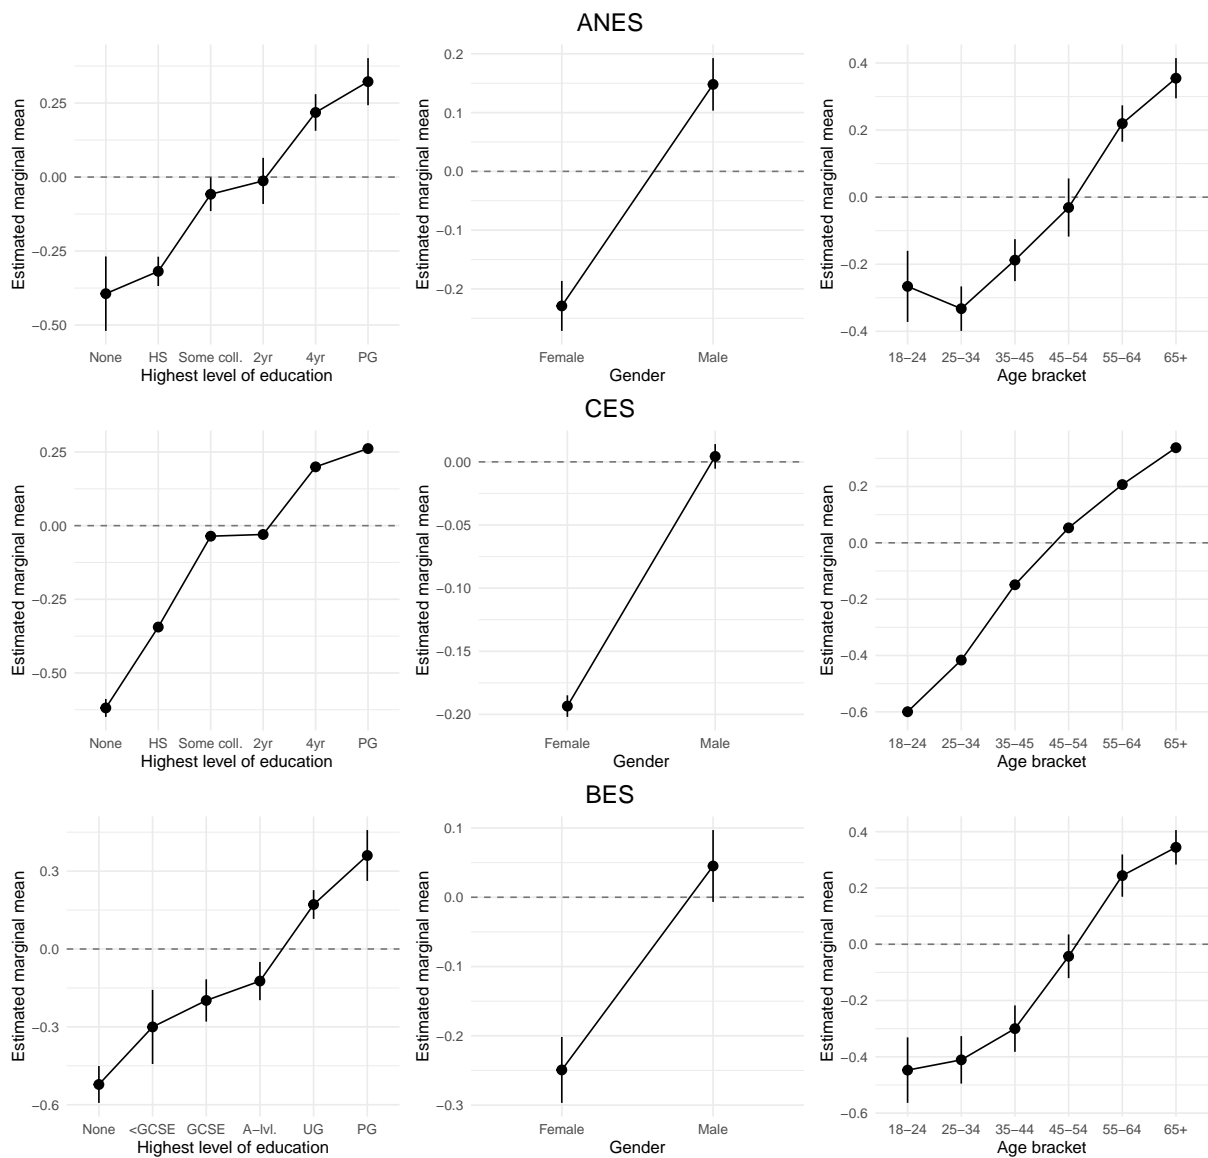 ANES
Estimated marginal mean
0.25
0.00
−0.25
−0.50
None HS Some coll. 2yr 4yr PG
Highest level of education
Estimated marginal mean
0.2
0.1
0.0
−0.1
−0.2
Female Male
Gender
Estimated marginal mean
0.4
0.2
0.0
−0.2
−0.4
18−24 25−34 35−45 45−54 55−64 65+
Age bracket
CES
Estimated marginal mean
0.25
0.00
−0.25
−0.50
None HS Some coll. 2yr 4yr PG
Highest level of education
Estimated marginal mean
0.00
−0.05
−0.10
−0.15
−0.20
Female Male
Gender
Estimated marginal mean
0.2
0.0
−0.2
−0.4
−0.6
18−24 25−34 35−45 45−54 55−64 65+
Age bracket
BES
Estimated marginal mean
0.3
0.0
−0.3
−0.6
None <GCSE GCSE A−lvl. UG PG
Highest level of education
Estimated marginal mean
0.1
0.0
−0.1
−0.2
−0.3
Female Male
Gender
Estimated marginal mean
0.4
0.2
0.0
−0.2
−0.4
−0.6
18−24 25−34 35−44 45−54 55−64 65+
Age bracket